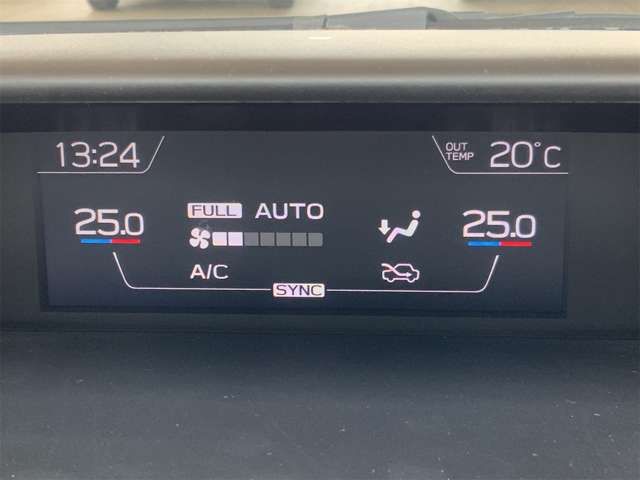 13:24
OUT TEMP 20°C
25.0
FULL AUTO
25.0
A/C
SYNC